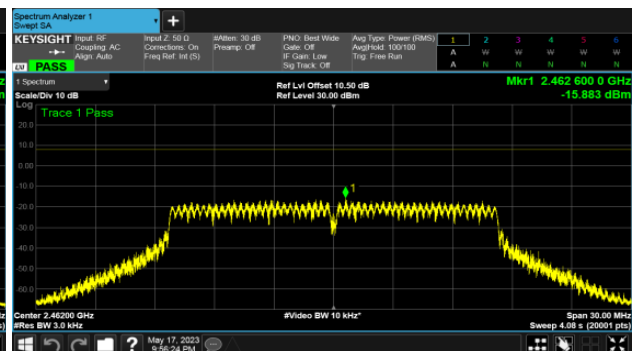 Spectrum Analyzer 1
Swept SA
KEYSIGHT Input: RF Input Z: 50 Ω #Atten: 30 dB PNO: Best Wide Avg Type: Power (RMS) 1 2 3 4 5 6
Coupling: AC Corrections: On Preamp: Off Gate: Off Avg|Hold: 100/100 A W W W W W
Align: Auto Freq Ref: Int (S) IF Gain: Low Trig: Free Run
Sig Track: Off A N N N N N
LXI PASS
1 Spectrum Ref Lvl Offset 10.50 dB Mkr1 2.462 600 0 GHz
Scale/Div 10 dB Ref Level 30.00 dBm -15.883 dBm
Log
Trace 1 Pass
20.0
10.0
0.00
-10.0
1
-20.0
-30.0
-40.0
-50.0
-60.0
Center 2.46200 GHz #Video BW 10 kHz* Span 30.00 MHz
#Res BW 3.0 kHz Sweep 4.08 s (20001 pts)
May 17, 2023
9:56:24 PM